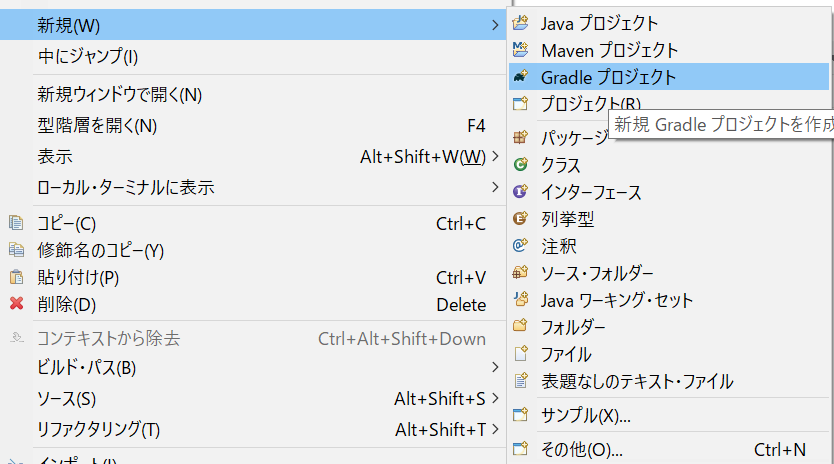 新規(W)
中にジャンプ(I)
新規ウィンドウで開く(N)
型階層を開く(N) F4
表示 Alt+Shift+W(W)
ローカル・ターミナルに表示
コピー(C) Ctrl+C
修飾名のコピー(Y)
貼り付け(P) Ctrl+V
削除(D) Delete
コンテキストから除去 Ctrl+Alt+Shift+Down
ビルド・パス(B)
ソース(S) Alt+Shift+S
リファクタリング(T) Alt+Shift+T
インポート(I)
Java プロジェクト
Maven プロジェクト
Gradle プロジェクト
プロジェクト(R)
新規 Gradle プロジェクトを作成
パッケージ
クラス
インターフェース
列挙型
注釈
ソース・フォルダー
Java ワーキング・セット
フォルダー
ファイル
表題なしのテキスト・ファイル
サンプル(X)...
その他(O)... Ctrl+N